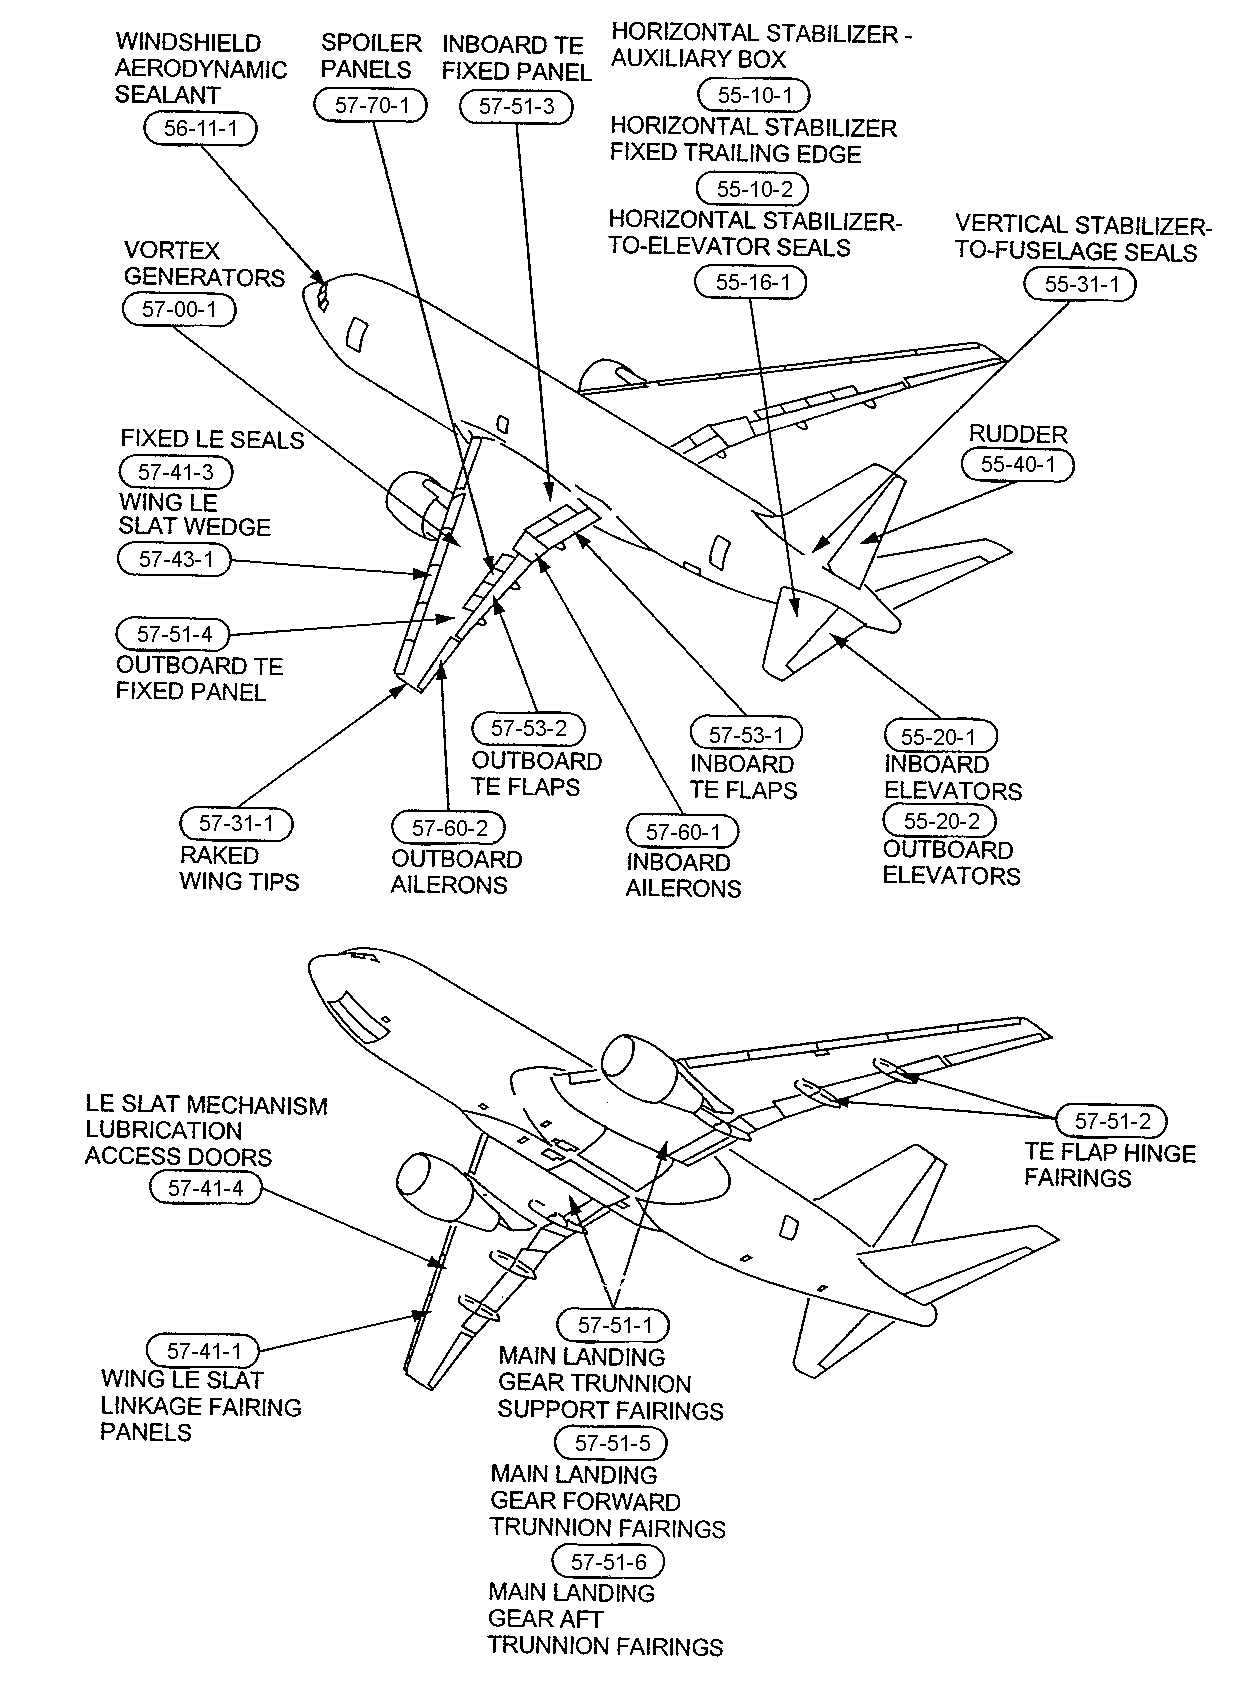 WINDSHIELD
AERODYNAMIC
SEALANT
56-11-1
SPOILER
PANELS
57-70-1
INBOARD TE
FIXED PANEL
57-51-3
HORIZONTAL STABILIZER -
AUXILIARY BOX
55-10-1
HORIZONTAL STABILIZER
FIXED TRAILING EDGE
55-10-2
HORIZONTAL STABILIZER-
TO-ELEVATOR SEALS
55-16-1
VERTICAL STABILIZER-
TO-FUSELAGE SEALS
55-31-1
VORTEX
GENERATORS
57-00-1
RUDDER
55-40-1
FIXED LE SEALS
57-41-3
WING LE
SLAT WEDGE
57-43-1
57-51-4
OUTBOARD TE
FIXED PANEL
57-53-2
OUTBOARD
TE FLAPS
57-53-1
INBOARD
TE FLAPS
55-20-1
INBOARD
ELEVATORS
55-20-2
OUTBOARD
ELEVATORS
57-31-1
RAKED
WING TIPS
57-60-2
OUTBOARD
AILERONS
57-60-1
INBOARD
AILERONS
LE SLAT MECHANISM
LUBRICATION
ACCESS DOORS
57-41-4
57-51-2
TE FLAP HINGE
FAIRINGS
57-41-1
WING LE SLAT
LINKAGE FAIRING
PANELS
57-51-1
MAIN LANDING
GEAR TRUNNION
SUPPORT FAIRINGS
57-51-5
MAIN LANDING
GEAR FORWARD
TRUNNION FAIRINGS
57-51-6
MAIN LANDING
GEAR AFT
TRUNNION FAIRINGS